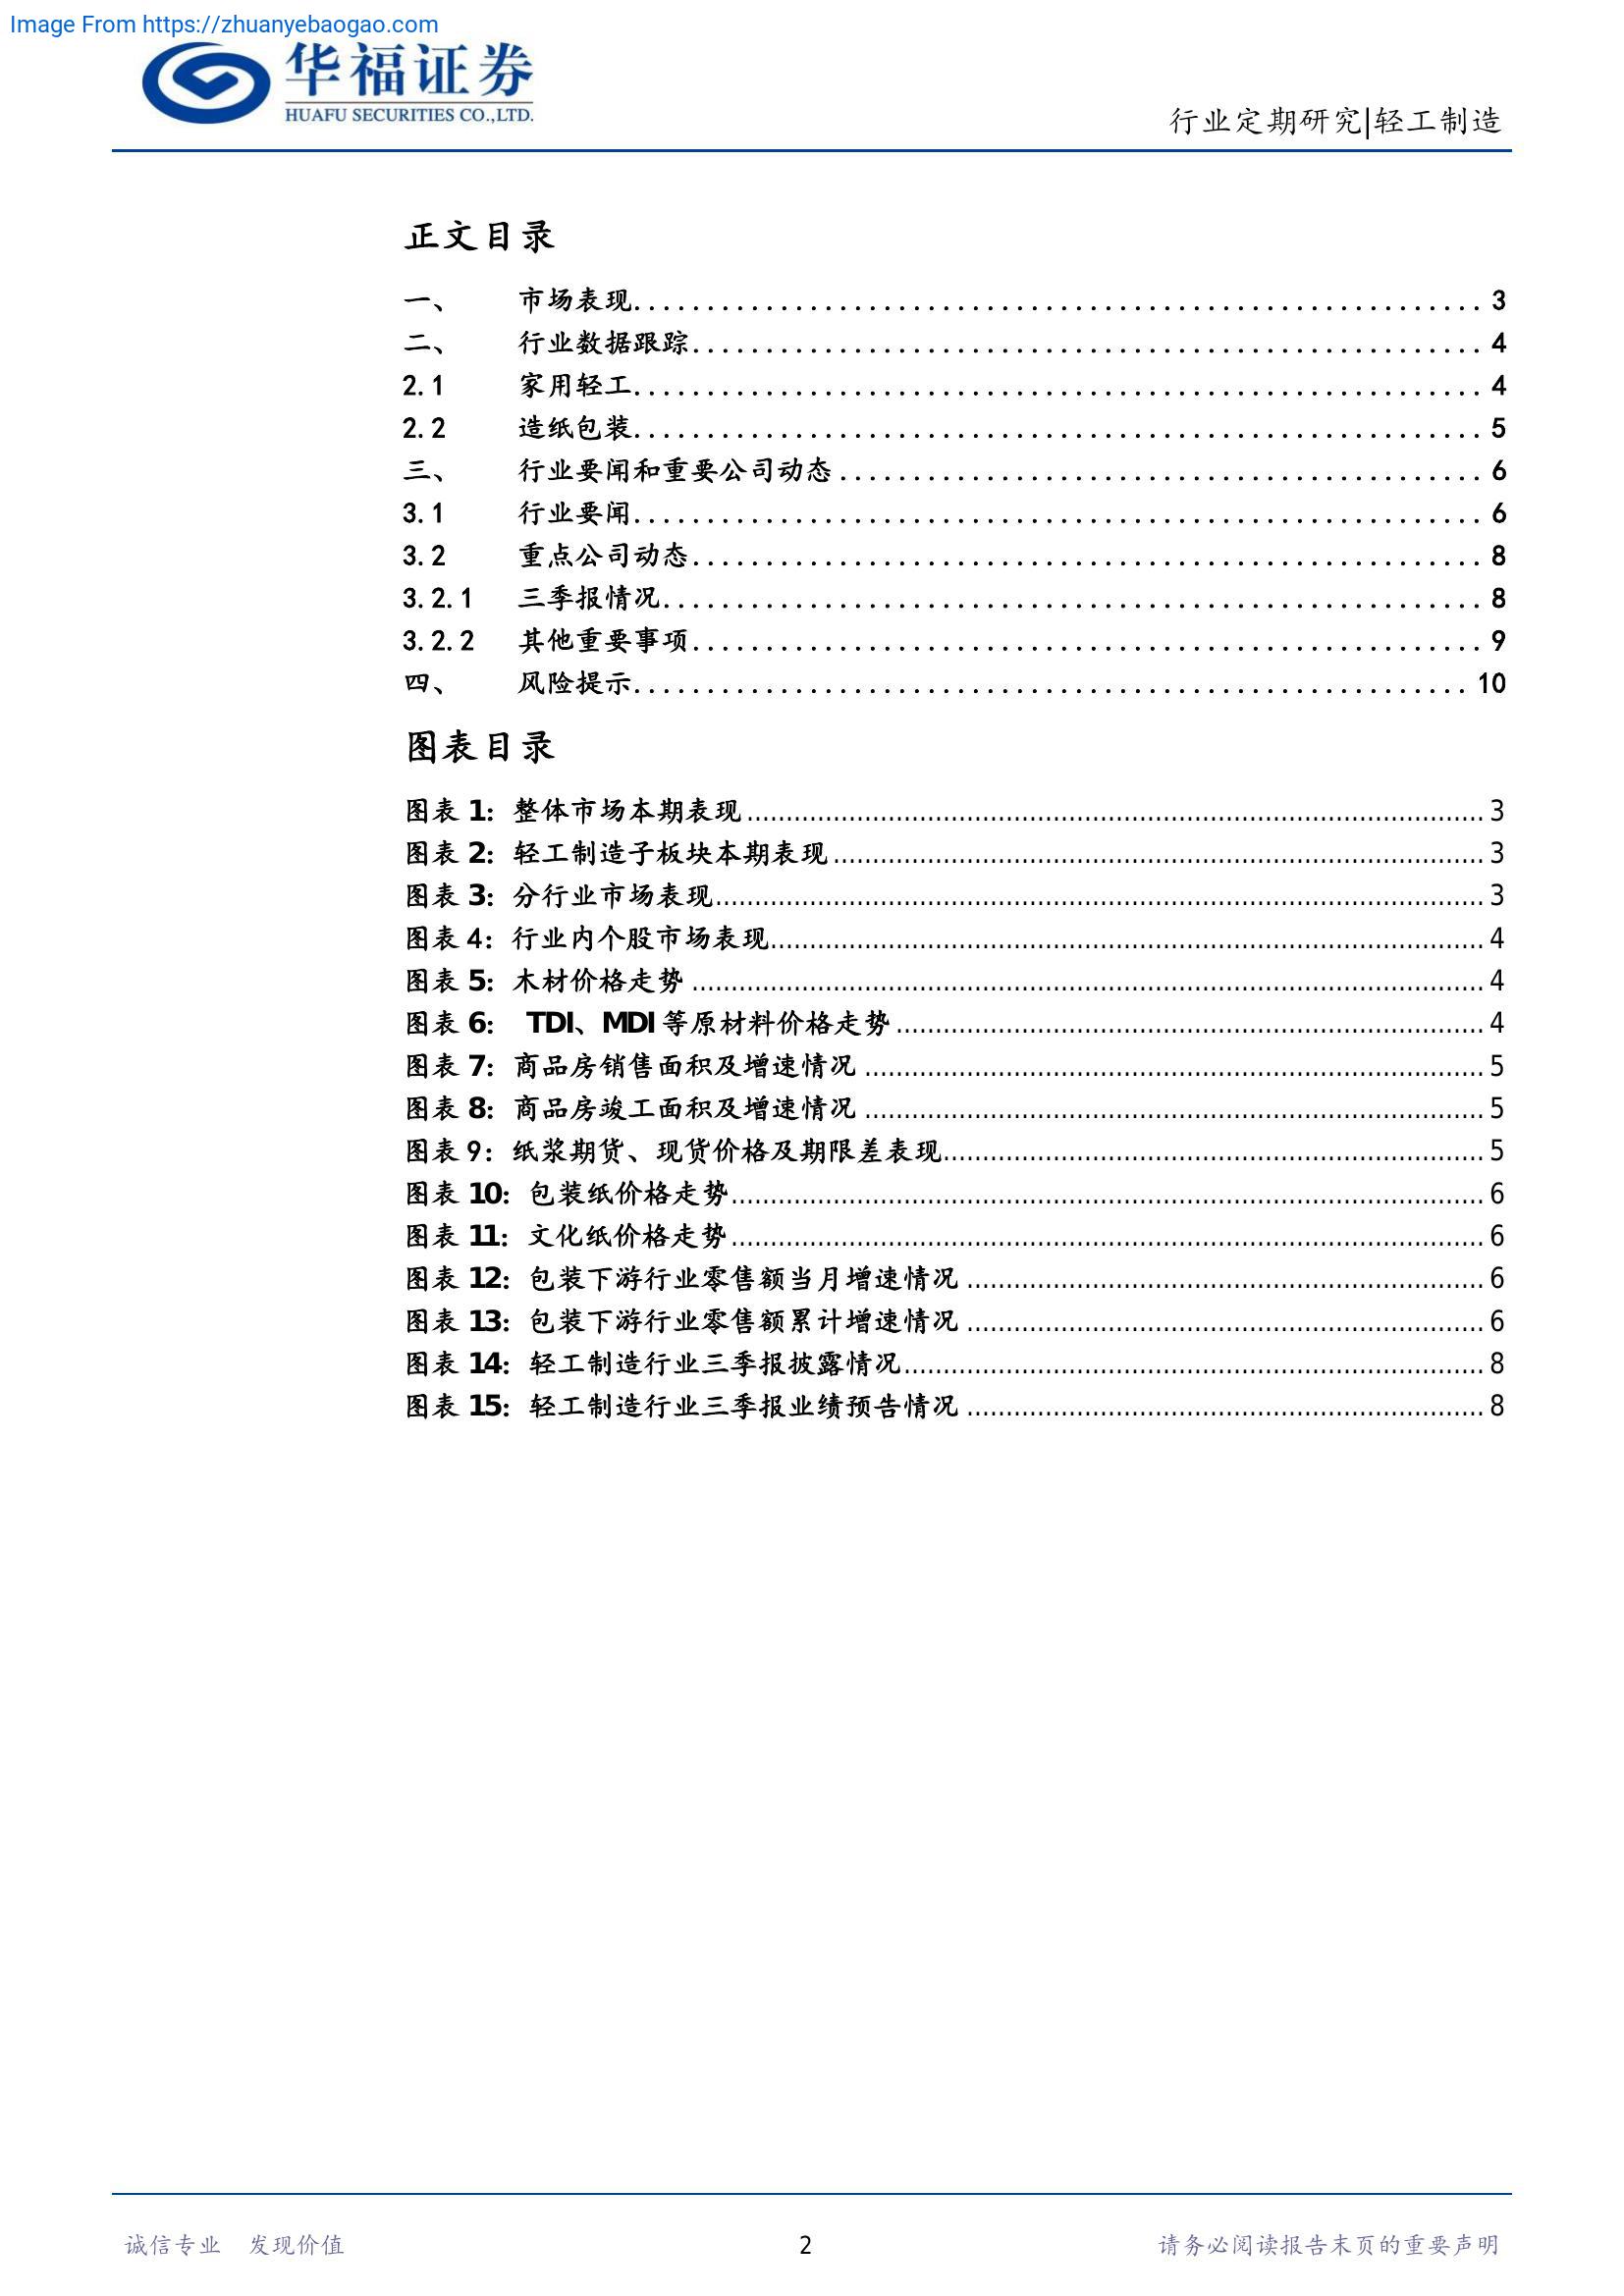 Image From https://zhuanyebaogao.com
华福证券
HUAFU SECURITIES CO.,LTD.
行业定期研究|轻工制造
正文目录
一、 市场表现 3
二、 行业数据跟踪 4
2.1 家用轻工 4
2.2 造纸包装 5
三、 行业要闻和重要公司动态 6
3.1 行业要闻 6
3.2 重点公司动态 8
3.2.1 三季报情况 8
3.2.2 其他重要事项 9
四、 风险提示 10
图表目录
图表 1：整体市场本期表现 3
图表 2：轻工制造子板块本期表现 3
图表 3：分行业市场表现 3
图表 4：行业内个股市场表现 4
图表 5：木材价格走势 4
图表 6： TDI、MDI 等原材料价格走势 4
图表 7：商品房销售面积及增速情况 5
图表 8：商品房竣工面积及增速情况 5
图表 9：纸浆期货、现货价格及期限差表现 5
图表 10：包装纸价格走势 6
图表 11：文化纸价格走势 6
图表 12：包装下游行业零售额当月增速情况 6
图表 13：包装下游行业零售额累计增速情况 6
图表 14：轻工制造行业三季报披露情况 8
图表 15：轻工制造行业三季报业绩预告情况 8
诚信专业 发现价值 2 请务必阅读报告末页的重要声明